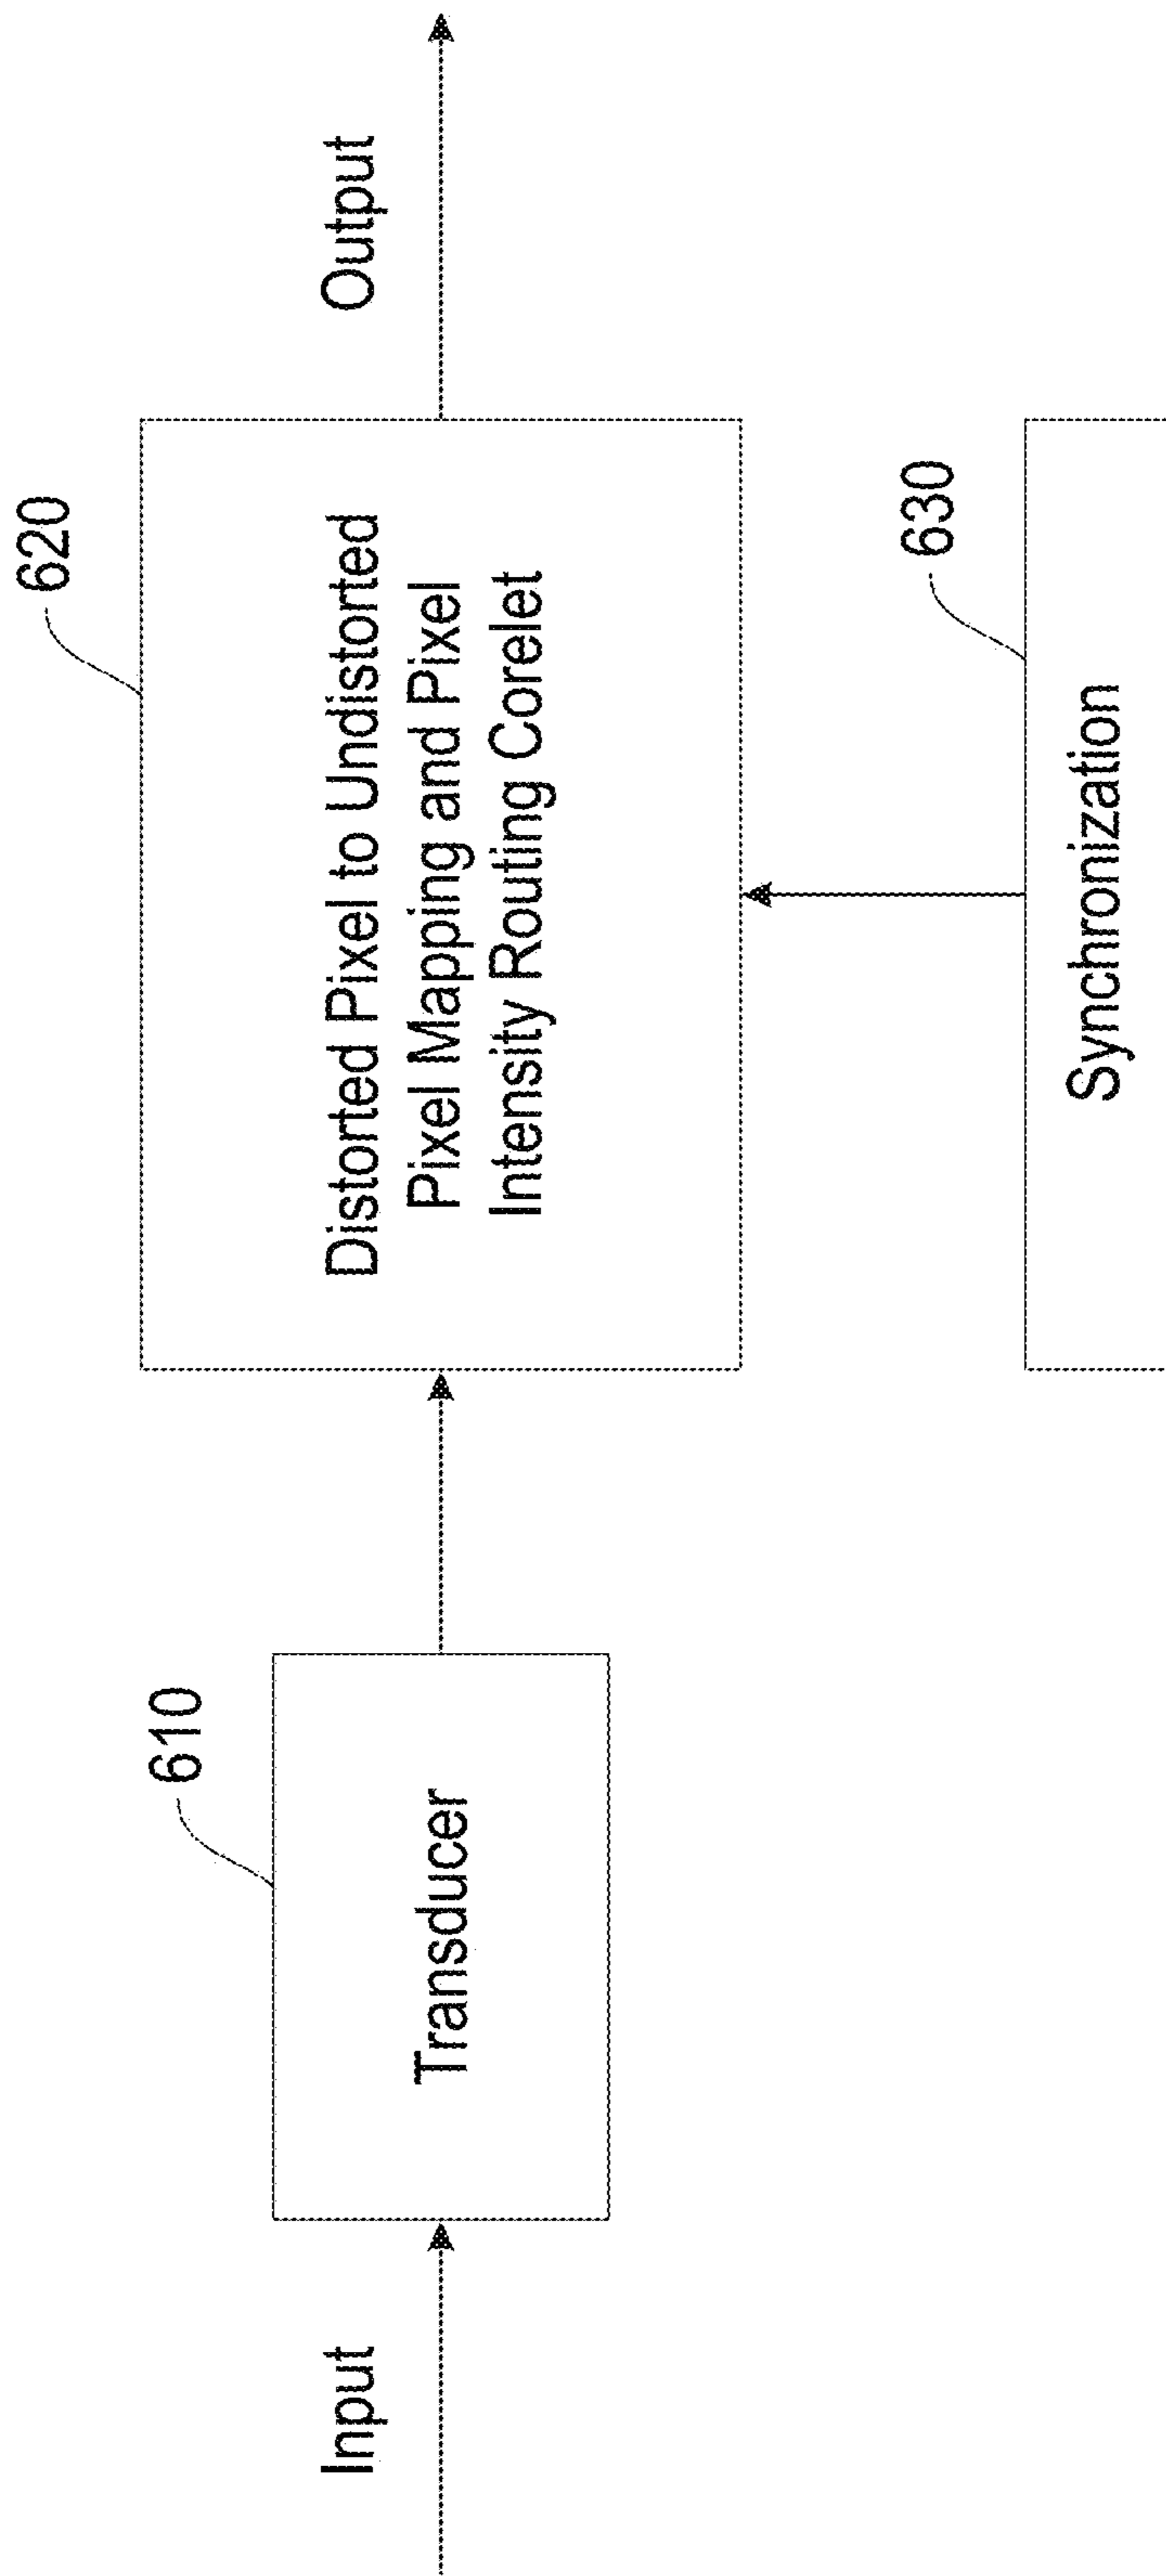 Input
610
Transducer
620
Distorted Pixel to Undistorted
Pixel Mapping and Pixel
Intensity Routing Corelet
Output
630
Synchronization